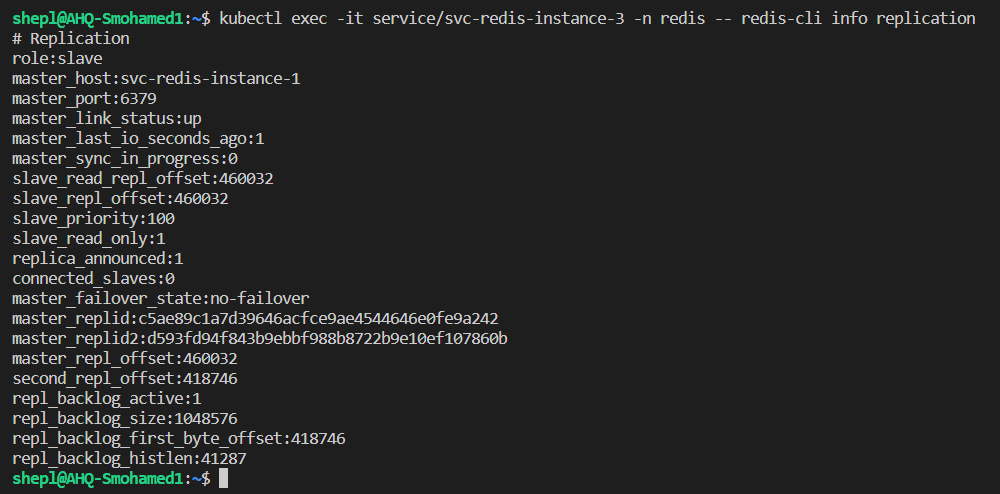 shepl@AHQ-Smohamed1:~$ kubectl exec -it service/svc-redis-instance-3 -n redis -- redis-cli info replication
# Replication
role:slave
master_host:svc-redis-instance-1
master_port:6379
master_link_status:up
master_last_io_seconds_ago:1
master_sync_in_progress:0
slave_read_repl_offset:460032
slave_repl_offset:460032
slave_priority:100
slave_read_only:1
replica_announced:1
connected_slaves:0
master_failover_state:no-failover
master_replid:c5ae89c1a7d39646acfce9ae4544646e0fe9a242
master_replid2:d593fd94f843b9ebbf988b8722b9e10ef107860b
master_repl_offset:460032
second_repl_offset:418746
repl_backlog_active:1
repl_backlog_size:1048576
repl_backlog_first_byte_offset:418746
repl_backlog_histlen:41287
shepl@AHQ-Smohamed1:~$